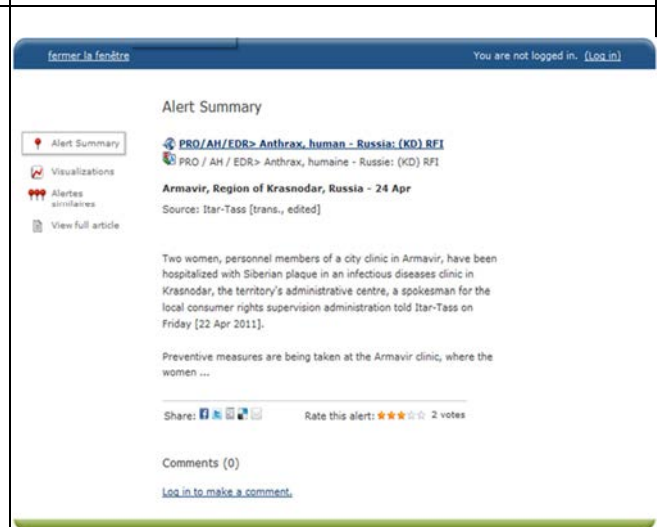 fermer la fenêtre
You are not logged in. (Log in)
Alert Summary
Alert Summary
Visualizations
Alertes
similaires
View full article
PRO/AH/EDR> Anthrax, human - Russia: (KD) RFI
PRO / AH / EDR> Anthrax, humaine - Russie: (KD) RFI
Armavir, Region of Krasnodar, Russia - 24 Apr
Source: Itar-Tass [trans., edited]
Two women, personnel members of a city clinic in Armavir, have been
hospitalized with Siberian plaque in an infectious diseases clinic in
Krasnodar, the territory's administrative centre, a spokesman for the
local consumer rights supervision administration told Itar-Tass on
Friday [22 Apr 2011].
Preventive measures are being taken at the Armavir clinic, where the
women ...
Share:
Rate this alert: 2 votes
Comments (0)
Log in to make a comment.